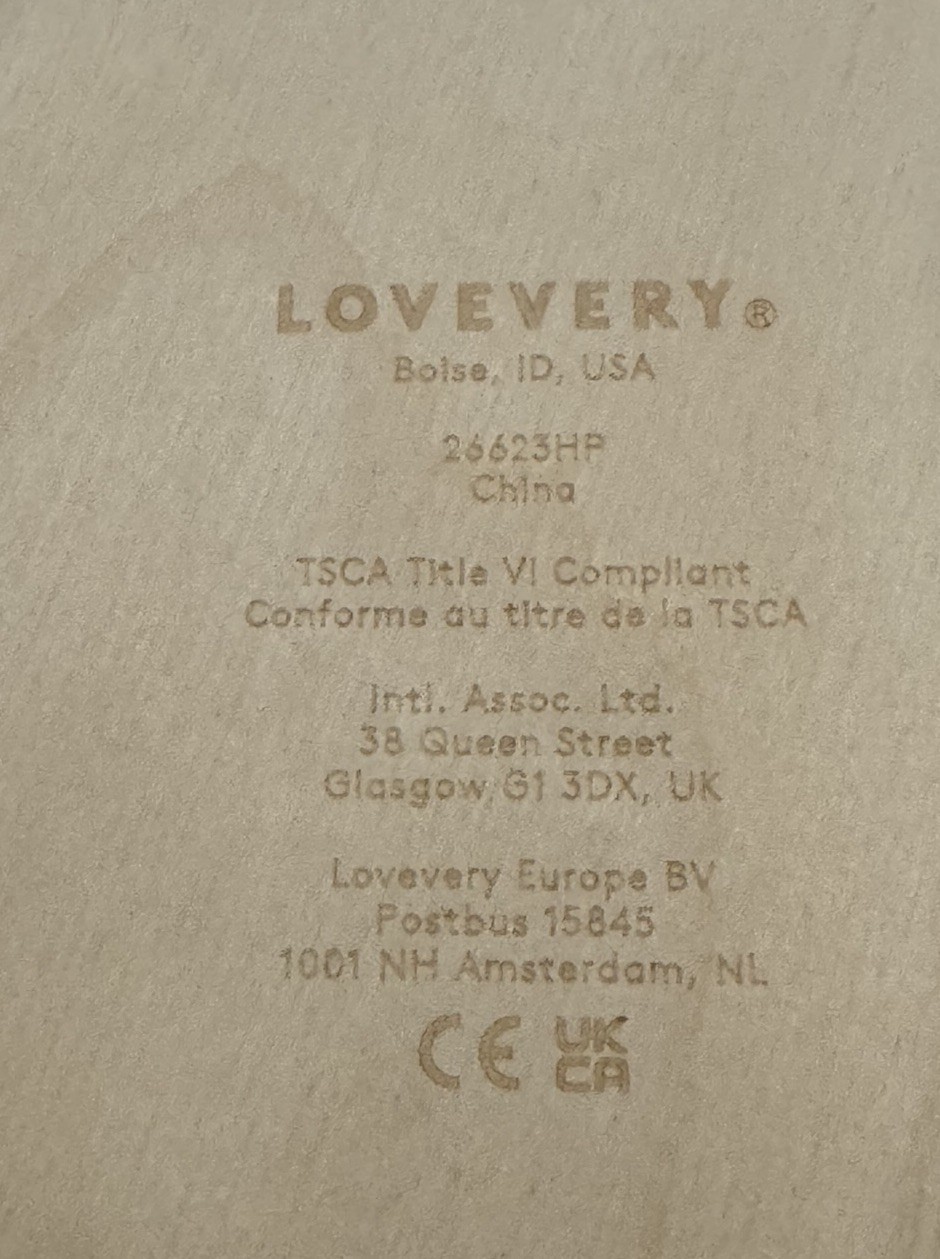 LOVEVERY®
Boise, ID, USA
26623HP
China
TSCA Title VI Compliant
Conforme au titre de la TSCA
Intl. Assoc. Ltd.
38 Queen Street
Glasgow G1 3DX, UK
Lovevery Europe BV
Postbus 15845
1001 NH Amsterdam, NL
CE UK
CA